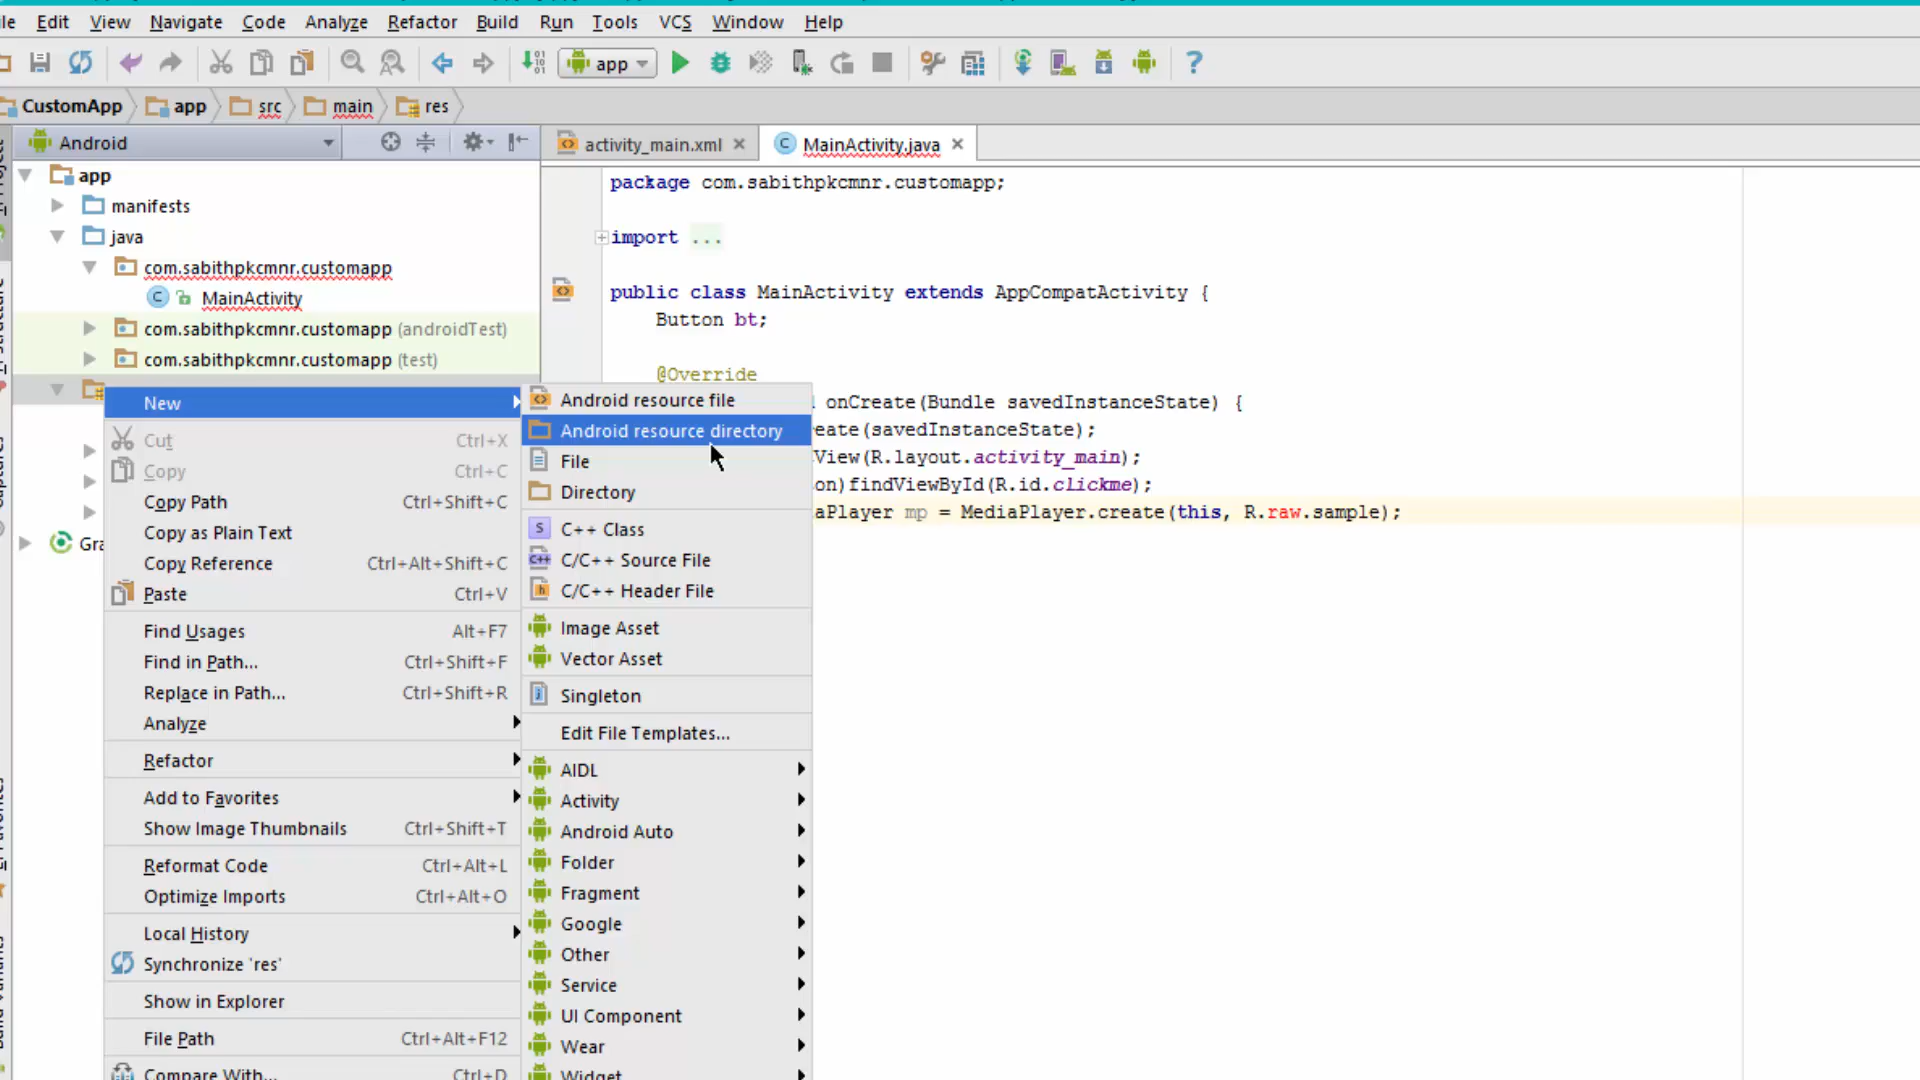 le Edit View Navigate Code Analyze Refactor Build Run Tools VCS Window Help
app
CustomApp app src main res
Android
activity_main.xml MainActivity.java
app
manifests
java
com.sabithpkcmnr.customapp
MainActivity
com.sabithpkcmnr.customapp (androidTest)
com.sabithpkcmnr.customapp (test)
Gra
package com.sabithpkcmnr.customapp;
import ...
public class MainActivity extends AppCompatActivity {
Button bt;
@Override
onCreate(Bundle savedInstanceState) {
eate(savedInstanceState);
View(R.layout.activity_main);
on)findViewById(R.id.clickme);
aPlayer mp = MediaPlayer.create(this, R.raw.sample);
New
Cut Ctrl+X
Copy Ctrl+C
Copy Path Ctrl+Shift+C
Copy as Plain Text
Copy Reference Ctrl+Alt+Shift+C
Paste Ctrl+V
Find Usages Alt+F7
Find in Path... Ctrl+Shift+F
Replace in Path... Ctrl+Shift+R
Analyze
Refactor
Add to Favorites
Show Image Thumbnails Ctrl+Shift+T
Reformat Code Ctrl+Alt+L
Optimize Imports Ctrl+Alt+O
Local History
Synchronize 'res'
Show in Explorer
File Path Ctrl+Alt+F12
Compare With... Ctrl+D
Android resource file
Android resource directory
File
Directory
C++ Class
C/C++ Source File
C/C++ Header File
Image Asset
Vector Asset
Singleton
Edit File Templates...
AIDL
Activity
Android Auto
Folder
Fragment
Google
Other
Service
UI Component
Wear
Widget